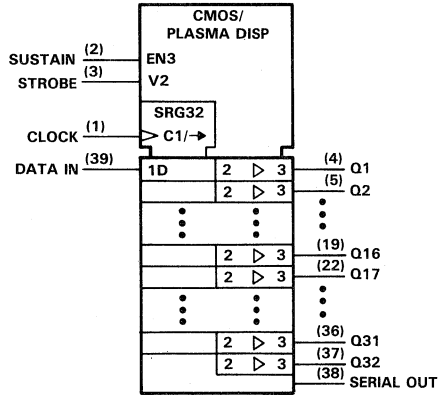 CMOS/
PLASMA DISP
SUSTAIN (2) EN3
STROBE (3) V2
SRG32
CLOCK (1) C1/→
DATA IN (39) 1D 2 ▷ 3 (4) Q1
2 ▷ 3 (5) Q2
2 ▷ 3 (19) Q16
2 ▷ 3 (22) Q17
2 ▷ 3 (36) Q31
2 ▷ 3 (37) Q32
(38) SERIAL OUT